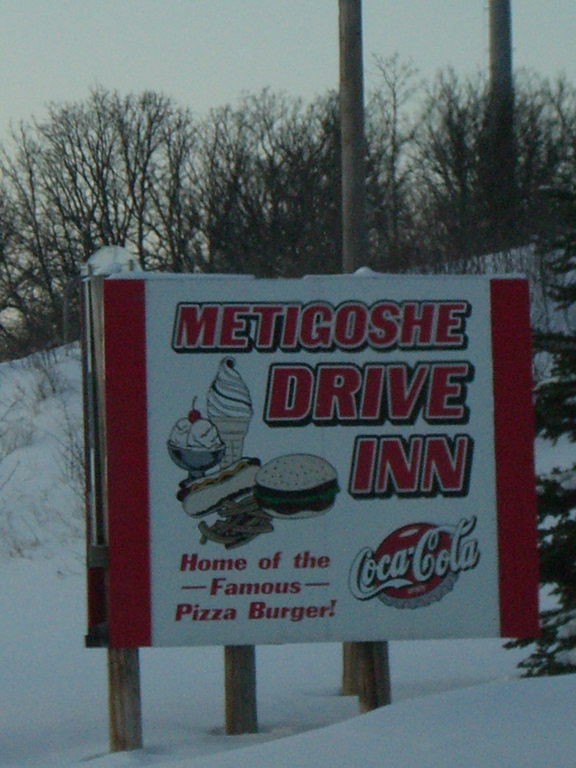 METIGOSHE
DRIVE
INN
Home of the
—Famous—
Pizza Burger!
Coca-Cola